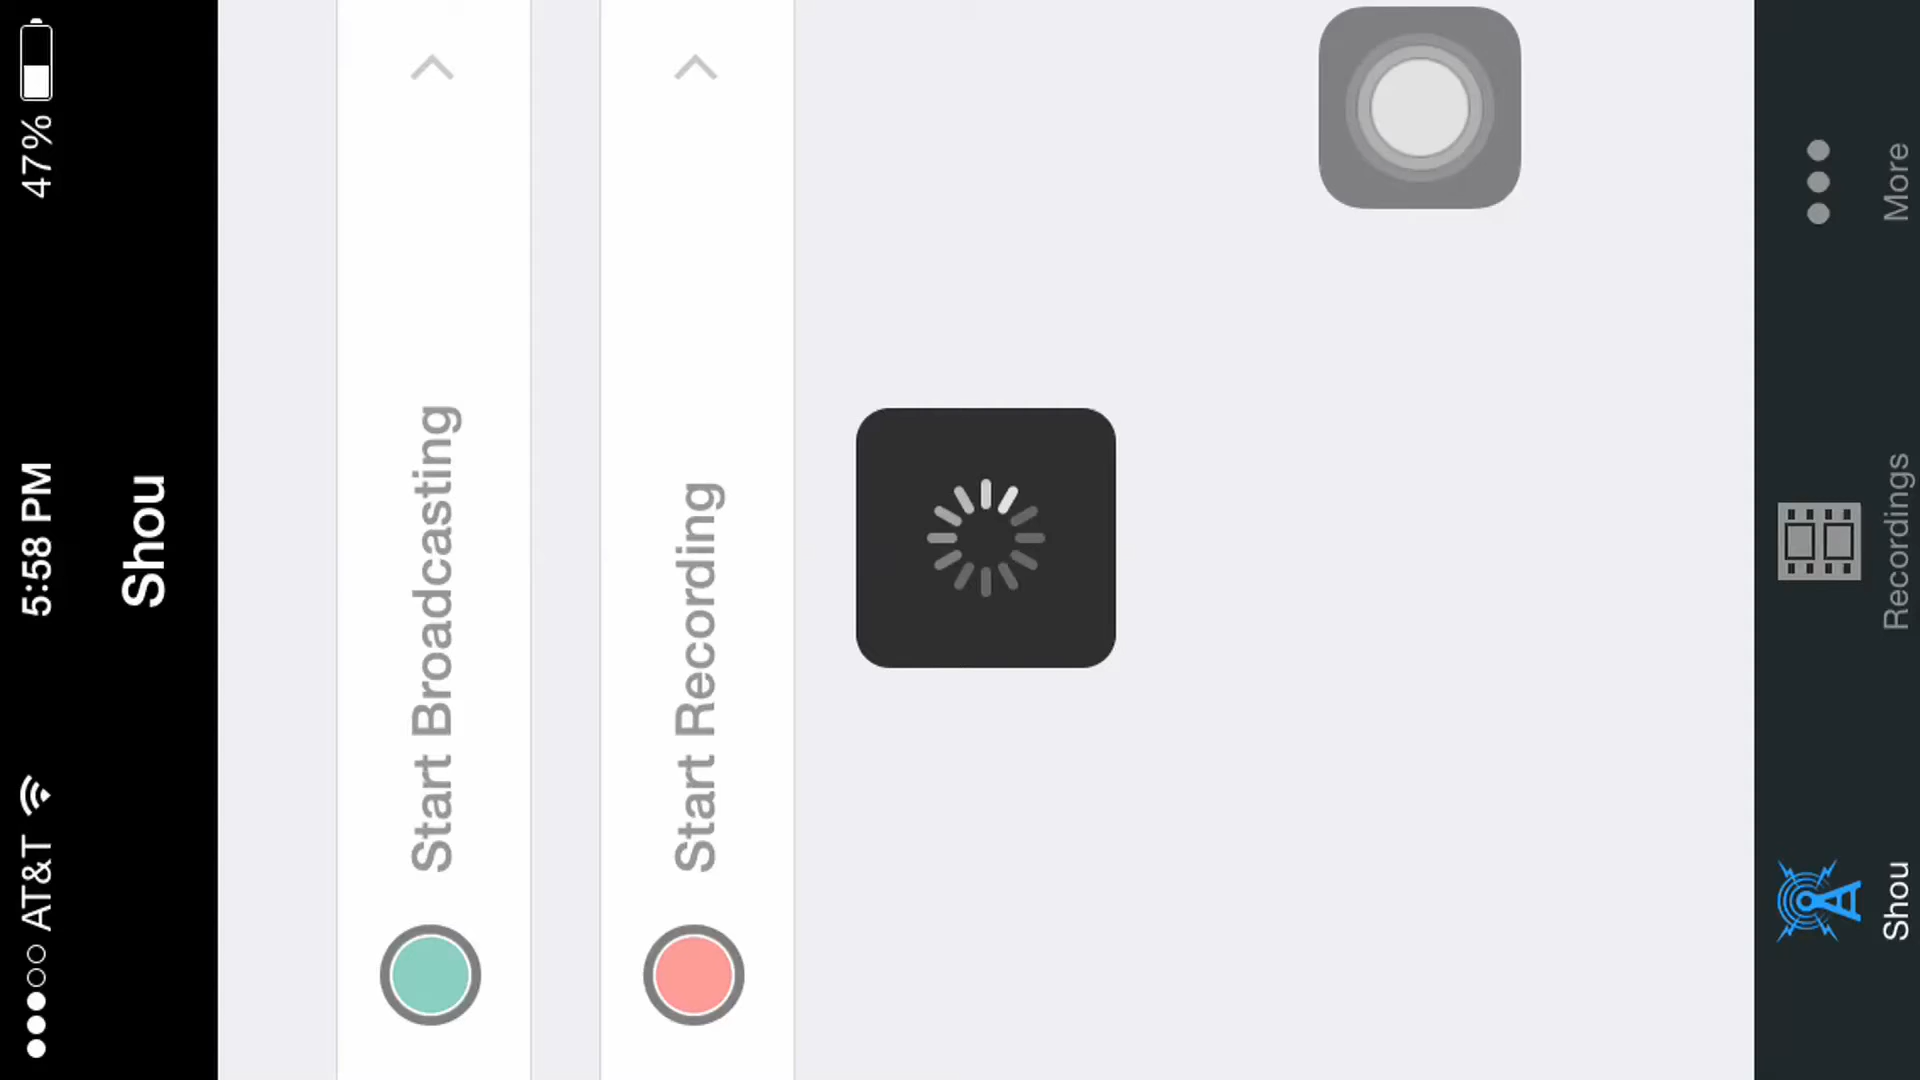 AT&T 5:58 PM 47%
Shou
Start Broadcasting
Start Recording
Shou Recordings More